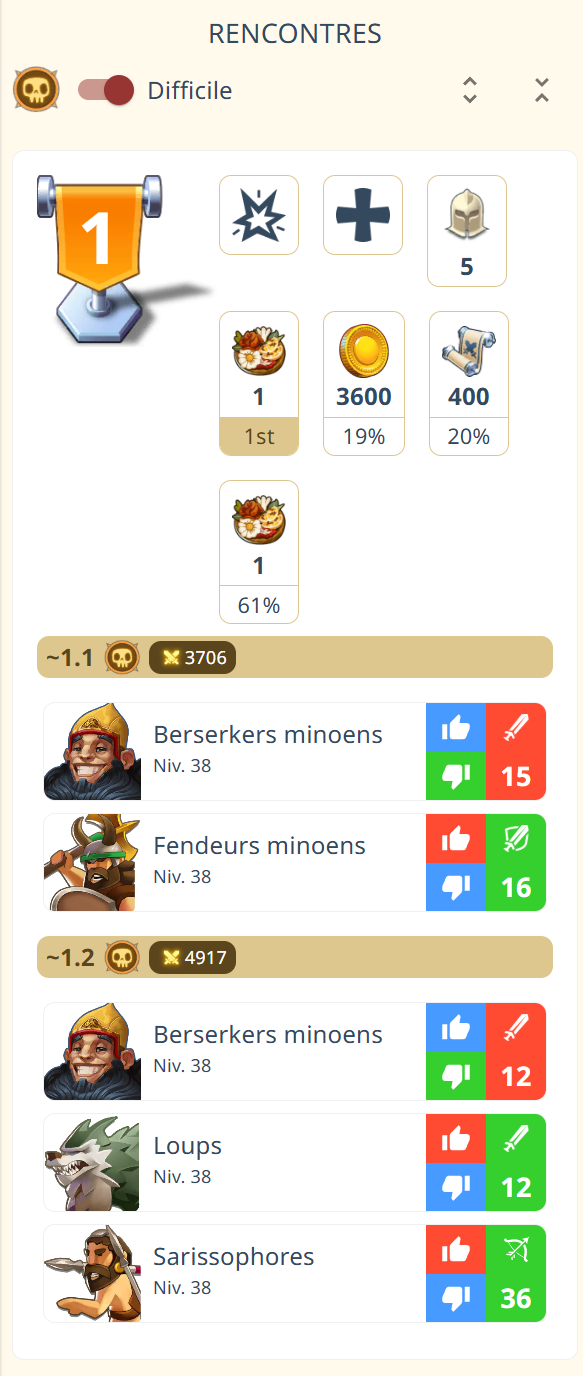 RENCONTRES
Difficile
1
5
1 3600 400
1st 19% 20%
1
61%
~1.1 3706
Berserkers minoens
Niv. 38
15
Fendeurs minoens
Niv. 38
16
~1.2 4917
Berserkers minoens
Niv. 38
12
Loups
Niv. 38
12
Sarissophores
Niv. 38
36